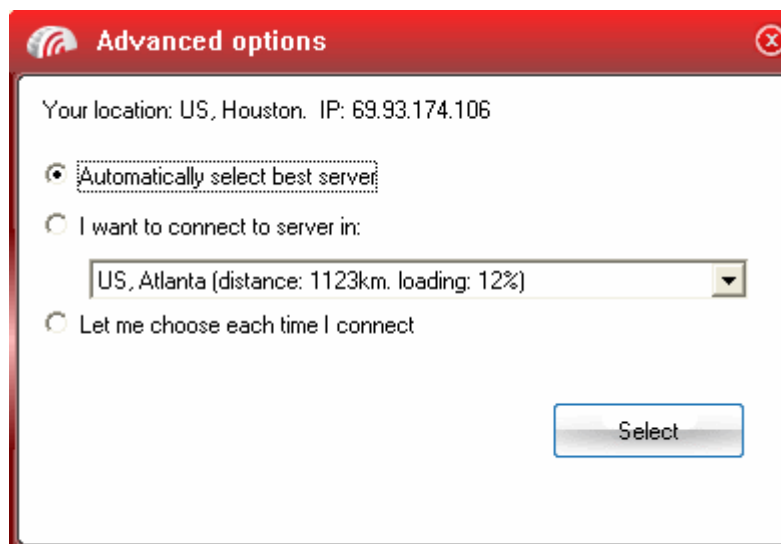 Advanced options
Your location: US, Houston.  IP: 69.93.174.106
Automatically select best server
I want to connect to server in:
US, Atlanta (distance: 1123km. loading: 12%)
Let me choose each time I connect
Select